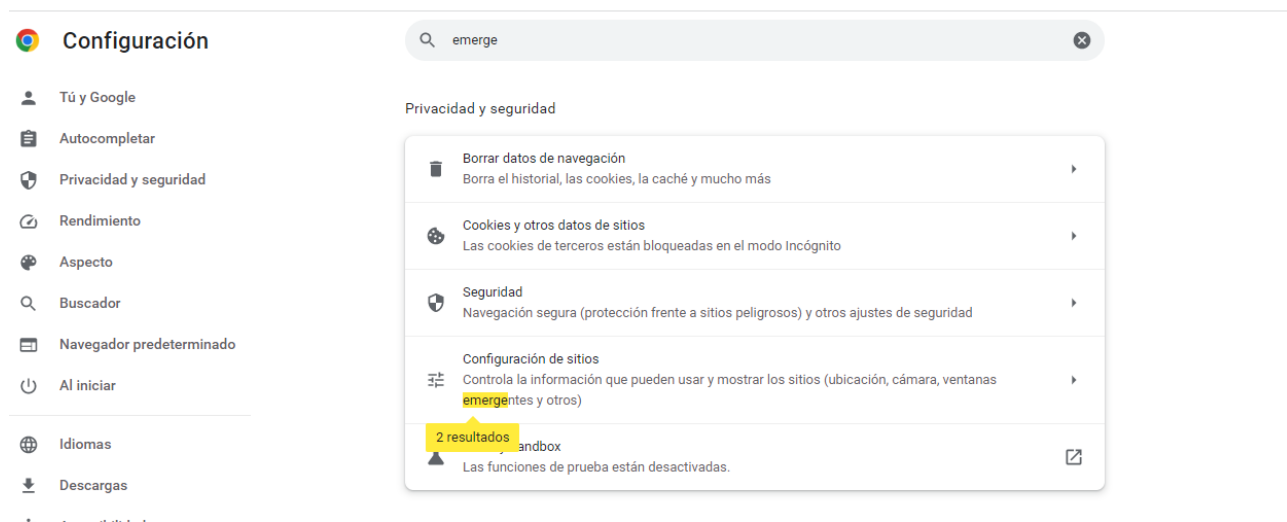 Configuración
emerge
Tú y Google
Autocompletar
Privacidad y seguridad
Rendimiento
Aspecto
Buscador
Navegador predeterminado
Al iniciar
Idiomas
Descargas
Privacidad y seguridad
Borrar datos de navegación
Borra el historial, las cookies, la caché y mucho más
Cookies y otros datos de sitios
Las cookies de terceros están bloqueadas en el modo Incógnito
Seguridad
Navegación segura (protección frente a sitios peligrosos) y otros ajustes de seguridad
Configuración de sitios
Controla la información que pueden usar y mostrar los sitios (ubicación, cámara, ventanas
emergentes y otros)
2 resultados
Las funciones de prueba están desactivadas.